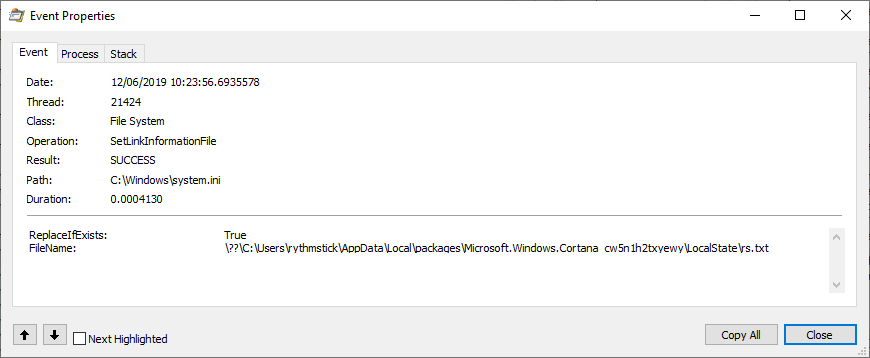 Event Properties
Event Process Stack
Date: 12/06/2019 10:23:56.6935578
Thread: 21424
Class: File System
Operation: SetLinkInformationFile
Result: SUCCESS
Path: C:\Windows\system.ini
Duration: 0.0004130
ReplaceIfExists: True
FileName: \??\C:\Users\rythmstick\AppData\Local\packages\Microsoft.Windows.Cortana_cw5n1h2txyewy\LocalState\rs.txt
Next Highlighted
Copy All Close